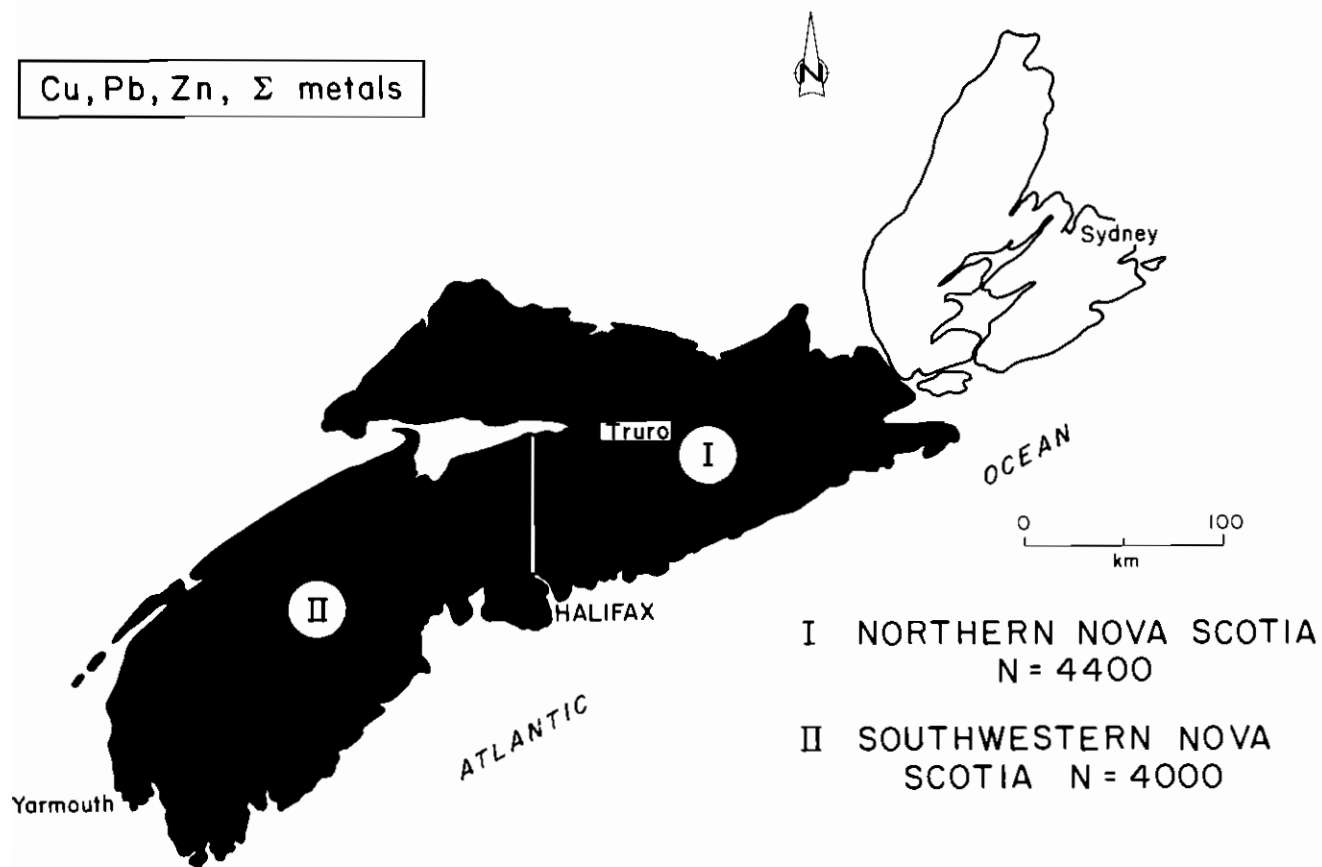 N
Cu, Pb, Zn, Σ metals
Sydney
Truro
I
OCEAN
0 100
km
II
HALIFAX
I NORTHERN NOVA SCOTIA
N = 4400
ATLANTIC
II SOUTHWESTERN NOVA
SCOTIA N = 4000
Yarmouth